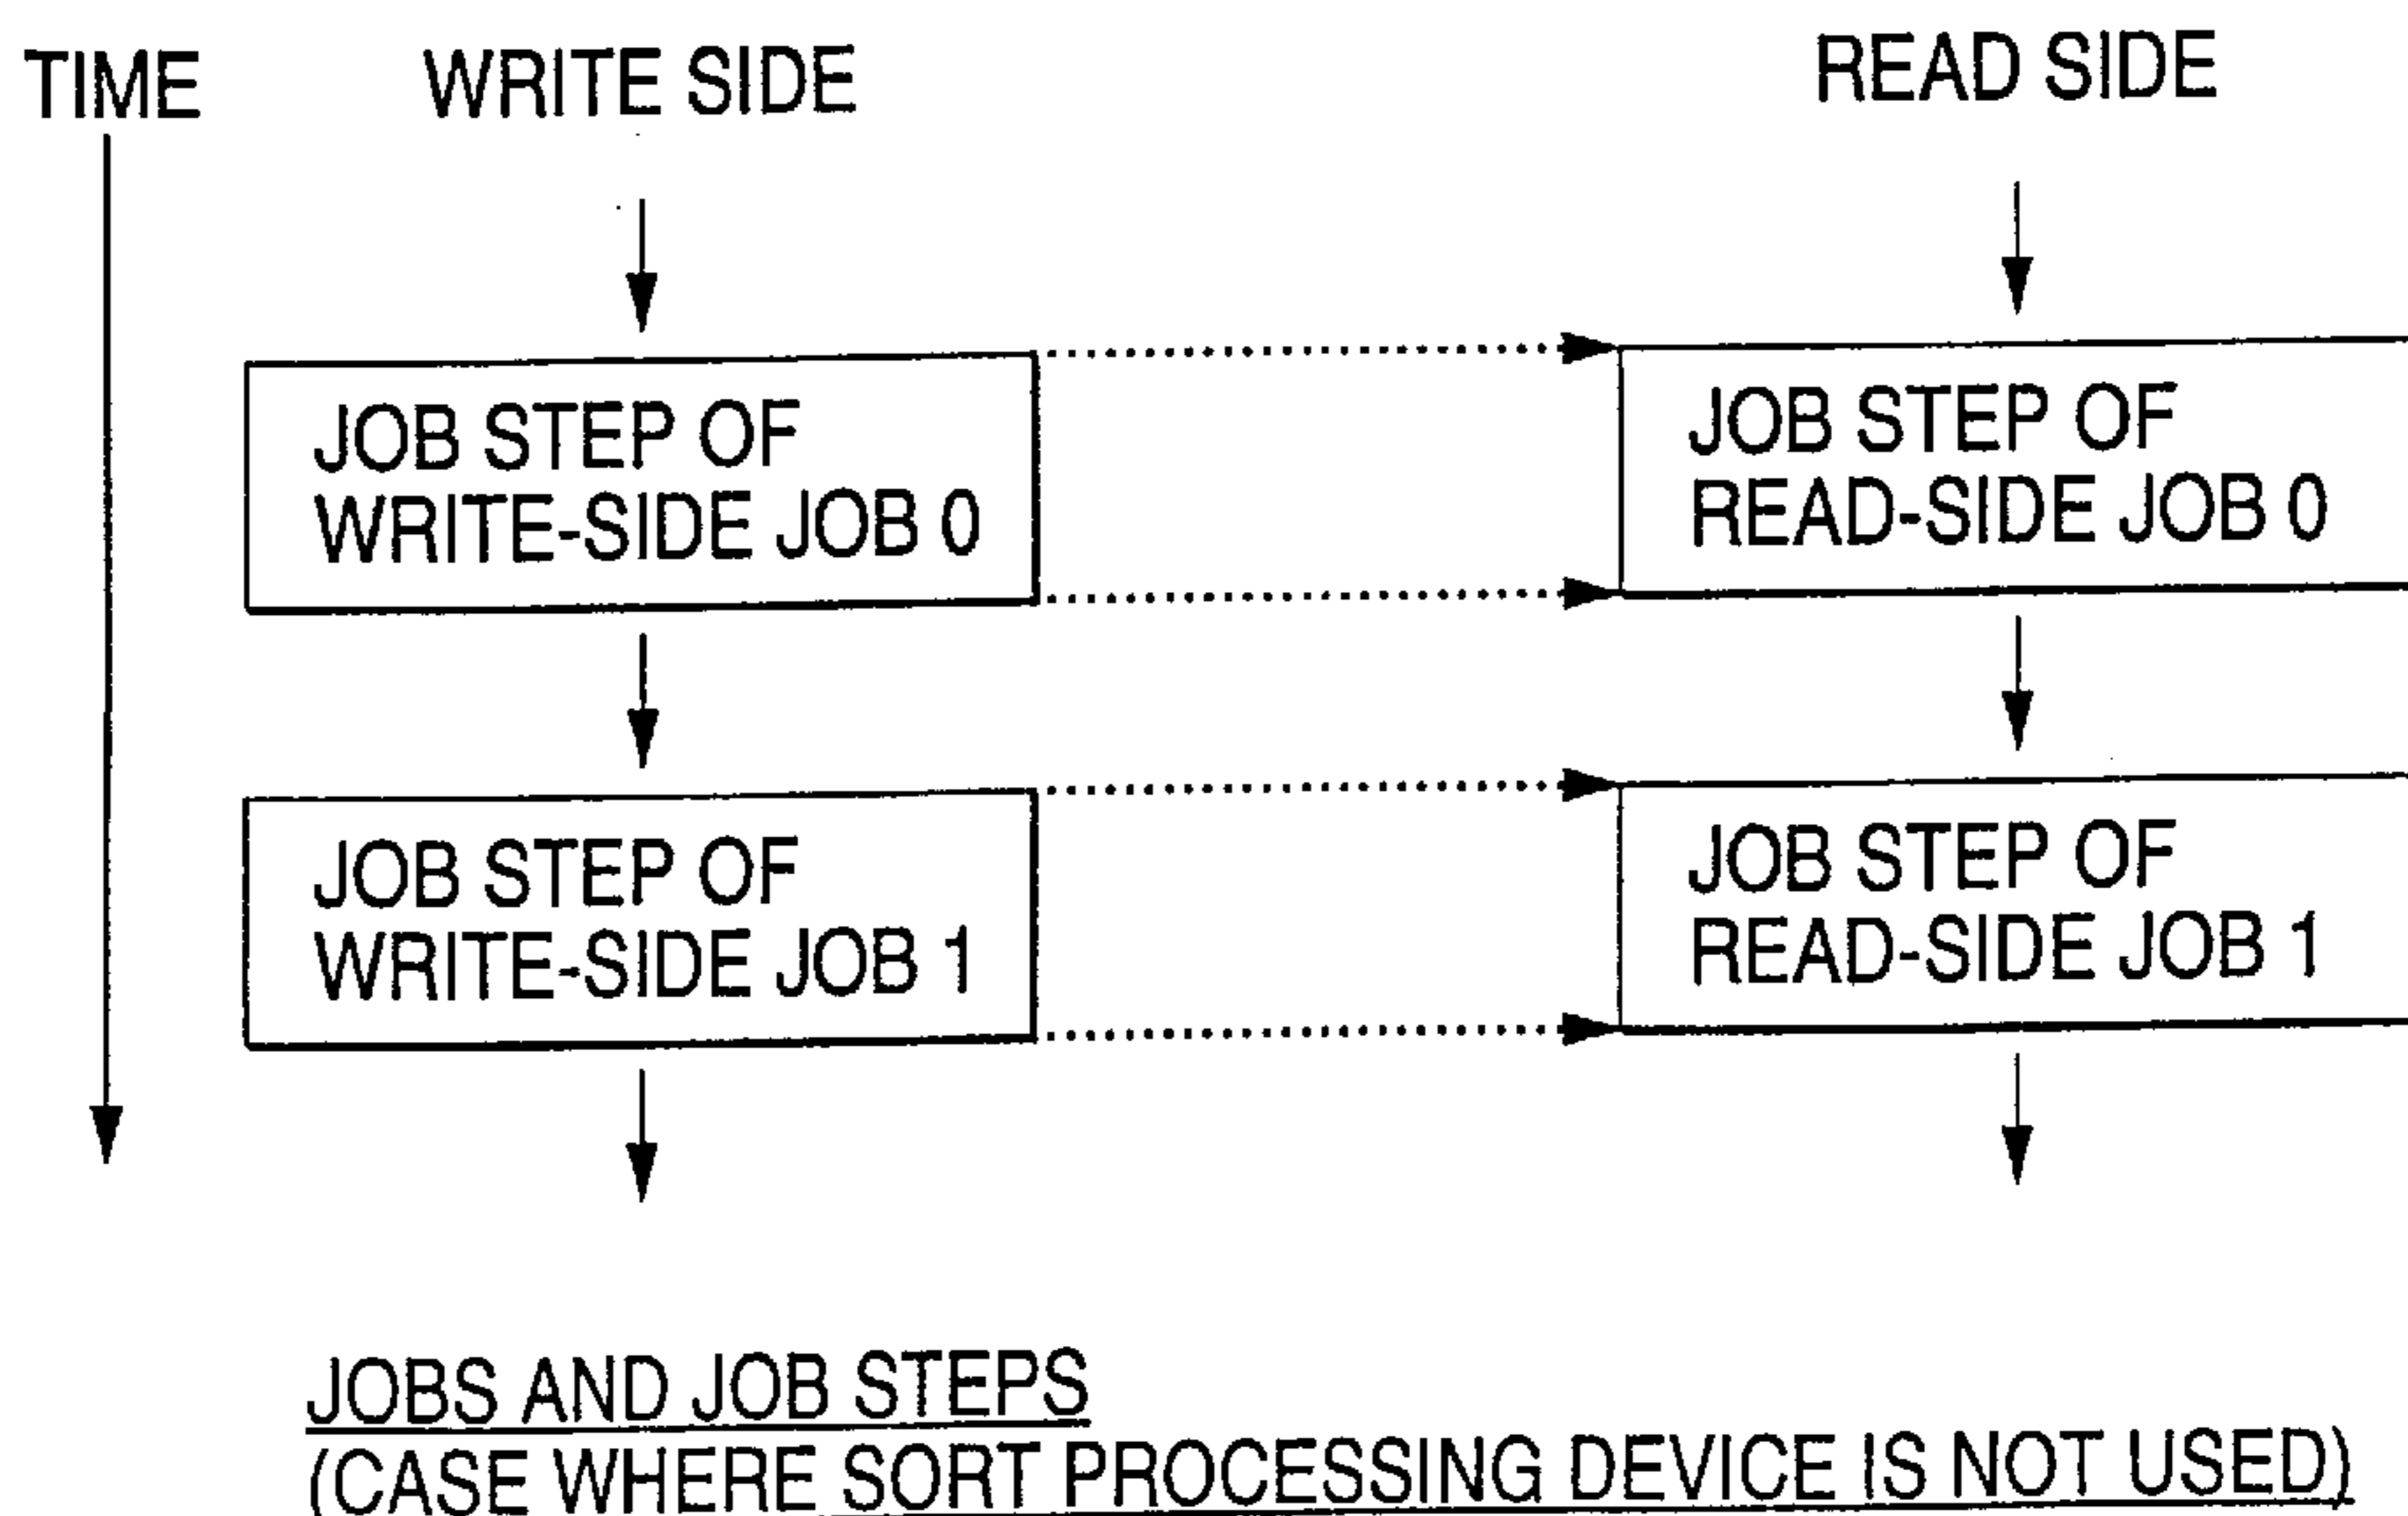 TIME
WRITE SIDE
READ SIDE
JOB STEP OF
WRITE-SIDE JOB 0
JOB STEP OF
READ-SIDE JOB 0
JOB STEP OF
WRITE-SIDE JOB 1
JOB STEP OF
READ-SIDE JOB 1
JOBS AND JOB STEPS
(CASE WHERE SORT PROCESSING DEVICE IS NOT USED)